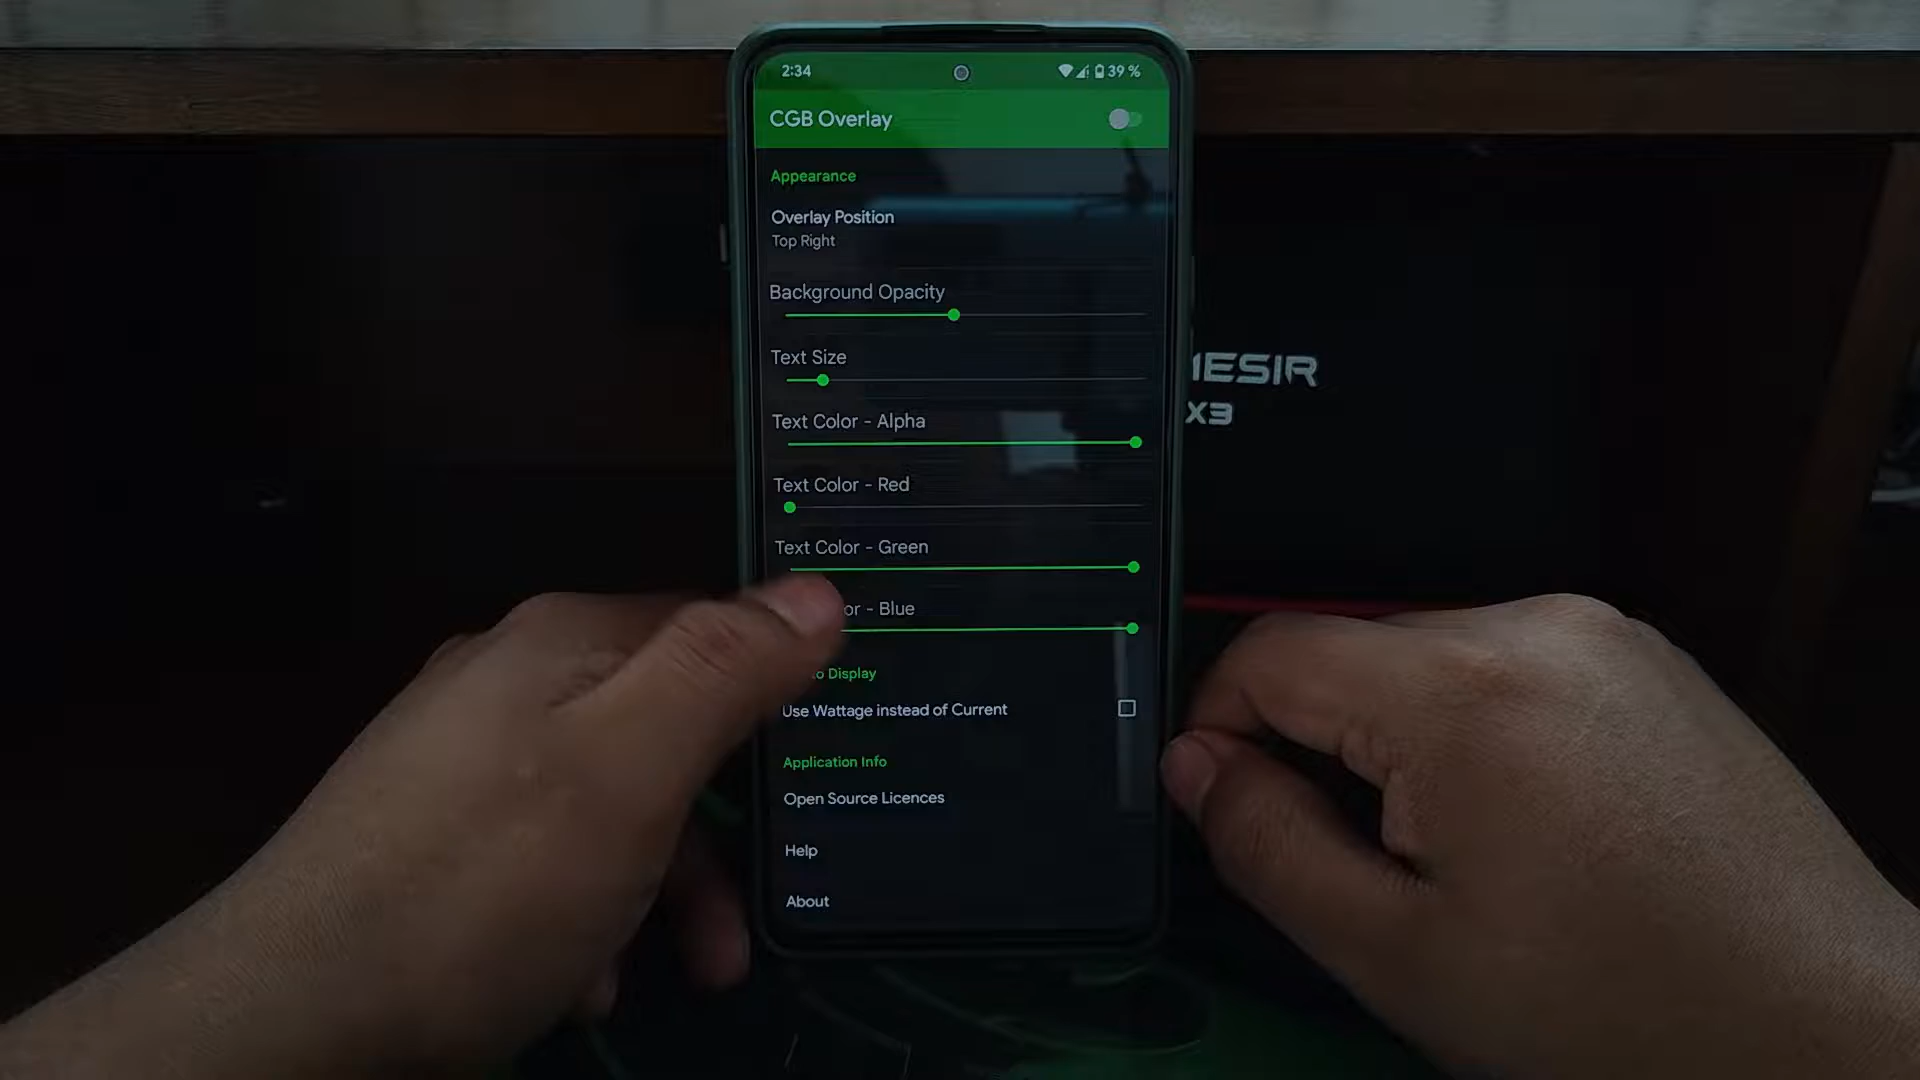 2:34
39 %
CGB Overlay
Appearance
Overlay Position
Top Right
Background Opacity
Text Size
Text Color - Alpha
Text Color - Red
Text Color - Green
or - Blue
o Display
Use Wattage instead of Current
Application Info
Open Source Licences
Help
About
MESIR
X3